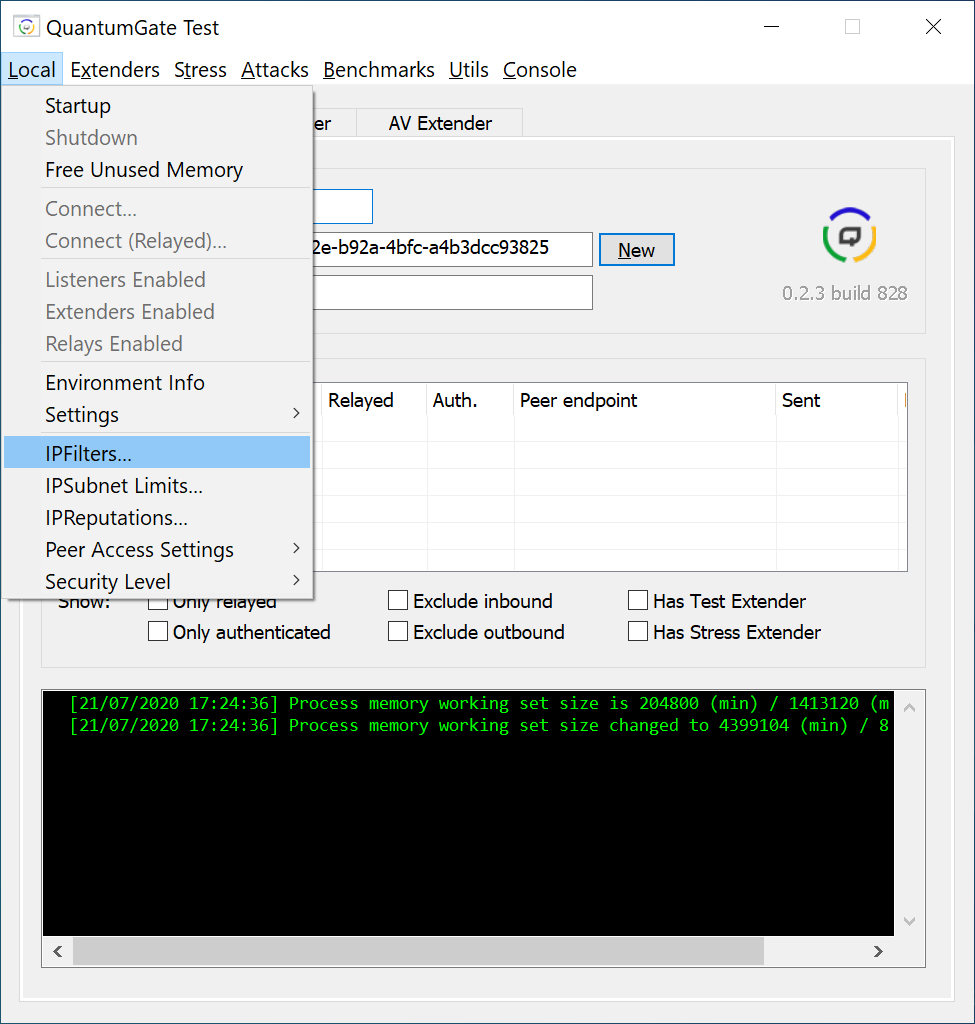 QuantumGate Test
Local Extenders Stress Attacks Benchmarks Utils Console
Startup
Shutdown
Free Unused Memory
Connect...
Connect (Relayed)...
Listeners Enabled
Extenders Enabled
Relays Enabled
Environment Info
Settings
IPFilters...
IPSubnet Limits...
IPReputations...
Peer Access Settings
Security Level
er AV Extender
2e-b92a-4bfc-a4b3dcc93825 New
0.2.3 build 828
Relayed Auth. Peer endpoint Sent
Show: Only relayed Exclude inbound Has Test Extender
Only authenticated Exclude outbound Has Stress Extender
[21/07/2020 17:24:36] Process memory working set size is 204800 (min) / 1413120 (m
[21/07/2020 17:24:36] Process memory working set size changed to 4399104 (min) / 8